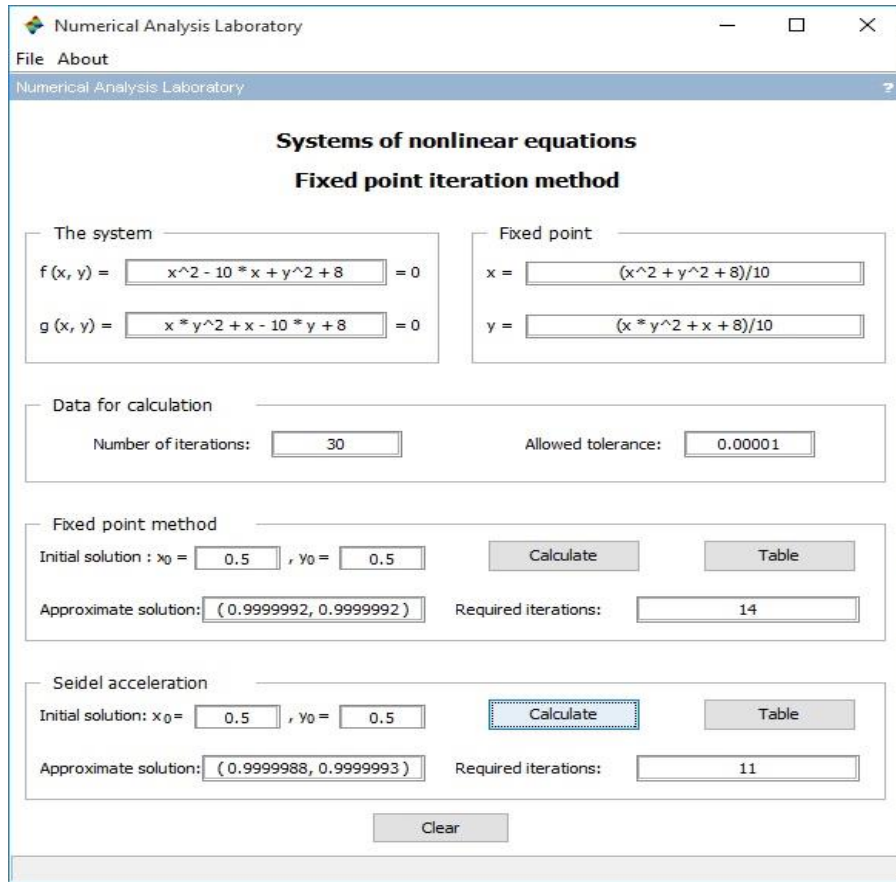 Numerical Analysis Laboratory
File About
Numerical Analysis Laboratory ?
Systems of nonlinear equations
Fixed point iteration method
The system
f (x, y) = x^2 - 10 * x + y^2 + 8 = 0
g (x, y) = x * y^2 + x - 10 * y + 8 = 0
Fixed point
x = (x^2 + y^2 + 8)/10
y = (x * y^2 + x + 8)/10
Data for calculation
Number of iterations: 30 Allowed tolerance: 0.00001
Fixed point method
Initial solution : x0 = 0.5 , y0 = 0.5 Calculate Table
Approximate solution: ( 0.9999992, 0.9999992 ) Required iterations: 14
Seidel acceleration
Initial solution: x0 = 0.5 , y0 = 0.5 Calculate Table
Approximate solution: ( 0.9999988, 0.9999993 ) Required iterations: 11
Clear